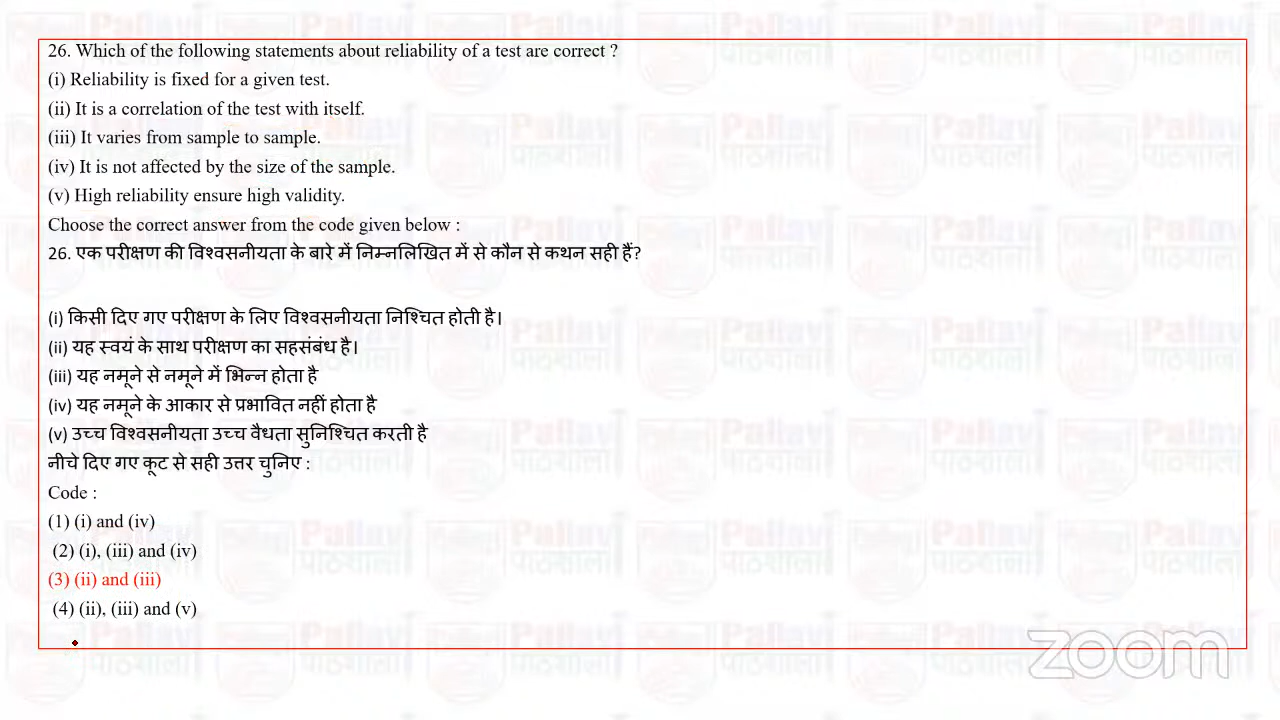 26. Which of the following statements about reliability of a test are correct ?
(i) Reliability is fixed for a given test.
(ii) It is a correlation of the test with itself.
(iii) It varies from sample to sample.
(iv) It is not affected by the size of the sample.
(v) High reliability ensure high validity.
Choose the correct answer from the code given below :
26. एक परीक्षण की विश्वसनीयता के बारे में निम्नलिखित में से कौन से कथन सही हैं?
(i) किसी दिए गए परीक्षण के लिए विश्वसनीयता निश्चित होती है।
(ii) यह स्वयं के साथ परीक्षण का सहसंबंध है।
(iii) यह नमूने से नमूने में भिन्न होता है
(iv) यह नमूने के आकार से प्रभावित नहीं होता है
(v) उच्च विश्वसनीयता उच्च वैधता सुनिश्चित करती है
नीचे दिए गए कूट से सही उत्तर चुनिए :
Code :
(1) (i) and (iv)
(2) (i), (iii) and (iv)
(3) (ii) and (iii)
(4) (ii), (iii) and (v)
zoom
Pallavi
पाठशाला